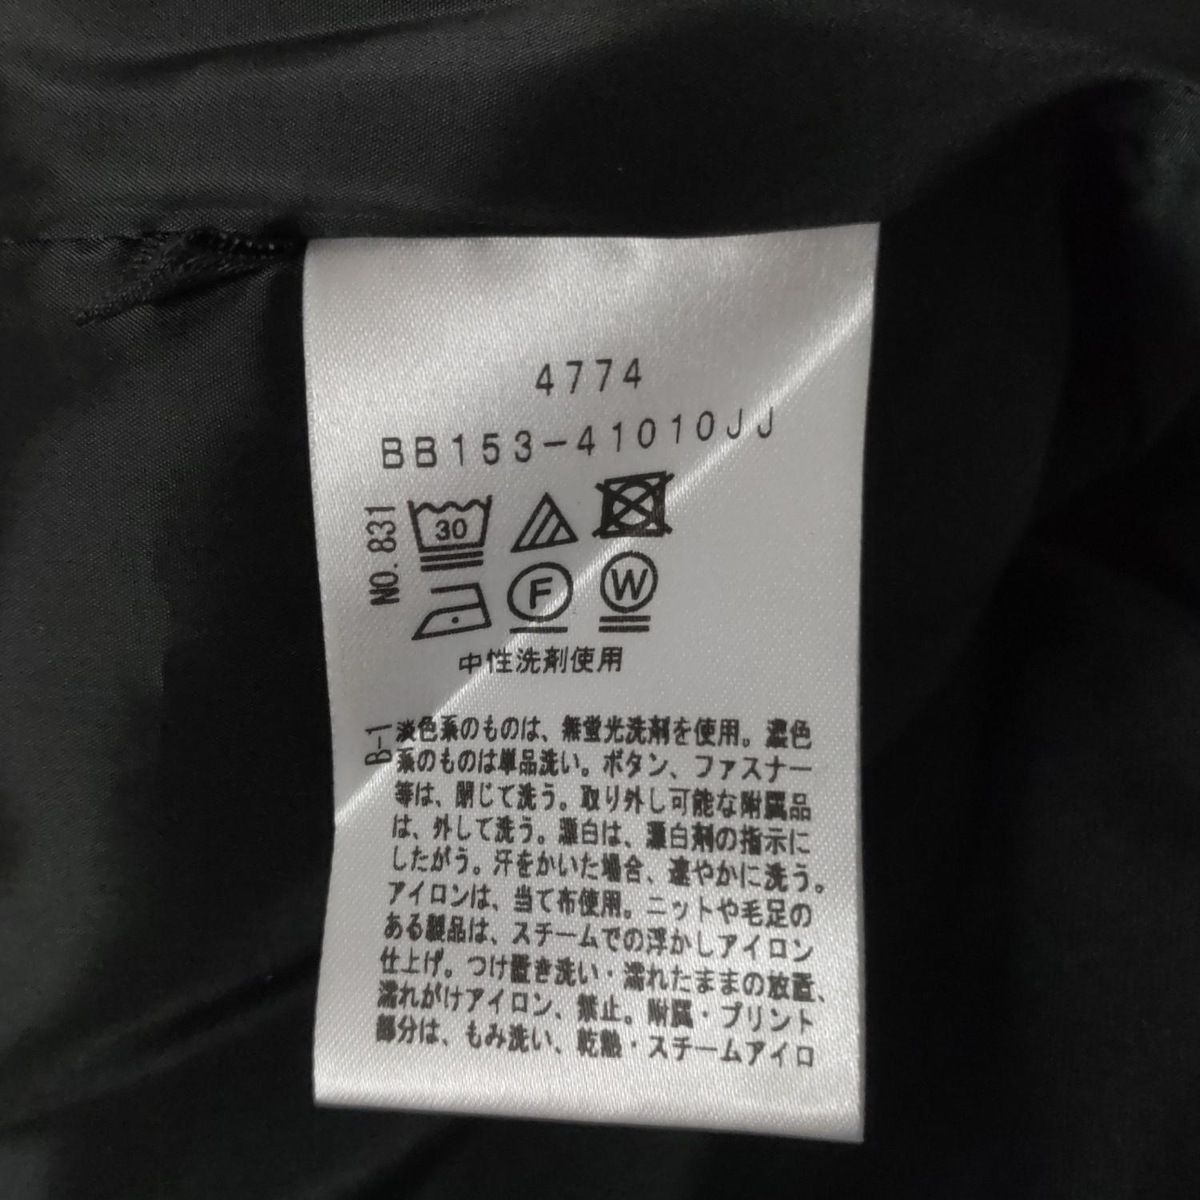 4774
BB153-41010JJ
NO.831
30
F
W
中性洗剤使用
B-1
淡色系のものは、無蛍光洗剤を使用。濃色
系のものは単品洗い。ボタン、ファスナー
等は、閉じて洗う。取り外し可能な附属品
は、外して洗う。漂白は、漂白剤の指示に
したがう。汗をかいた場合、速やかに洗う。
アイロンは、当て布使用。ニットや毛足の
ある製品は、スチームでの浮かしアイロン
仕上げ。つけ置き洗い・濡れたままの放置、
濡れがけアイロン、禁止。附属・プリント
部分は、もみ洗い、乾熱・スチームアイロ